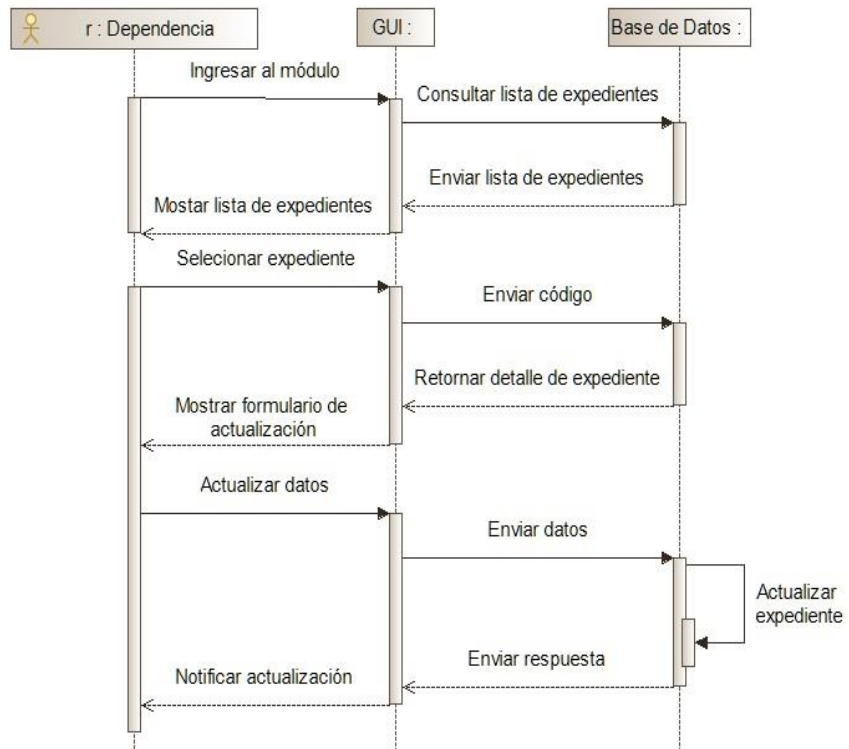 r : Dependencia
GUI :
Base de Datos :
Ingresar al módulo
Consultar lista de expedientes
Enviar lista de expedientes
Mostar lista de expedientes
Selecionar expediente
Enviar código
Retornar detalle de expediente
Mostrar formulario de
actualización
Actualizar datos
Enviar datos
Actualizar
expediente
Enviar respuesta
Notificar actualización